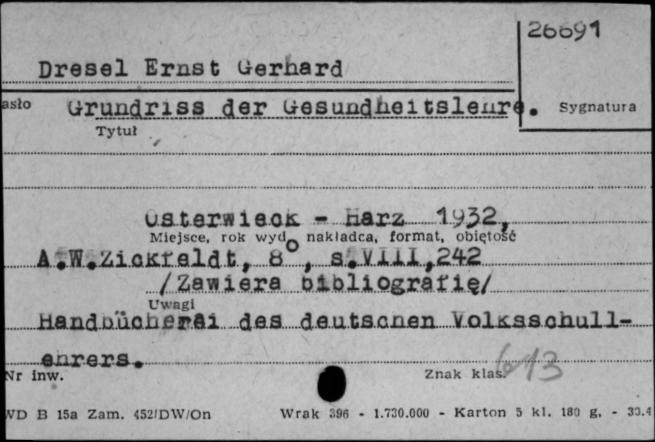 26691
Dresel Ernst Gerhard
asło Grundriss der Gesundheitslehre. Sygnatura
Tytuł
Osterwieck - Harz 1932,
Miejsce, rok wyd. nakładca, format, objętość
A.W.Zickfeldt, 8°, s.VIII,242
/Zawiera bibliografię/
Uwagi
Handbücherei des deutschen Volksschull-
ehrers.
Nr inw. Znak klas. 613
WD B 15a Zam. 452/DW/On Wrak 396 - 1.730.000 - Karton 5 kl. 180 g. - 30.4